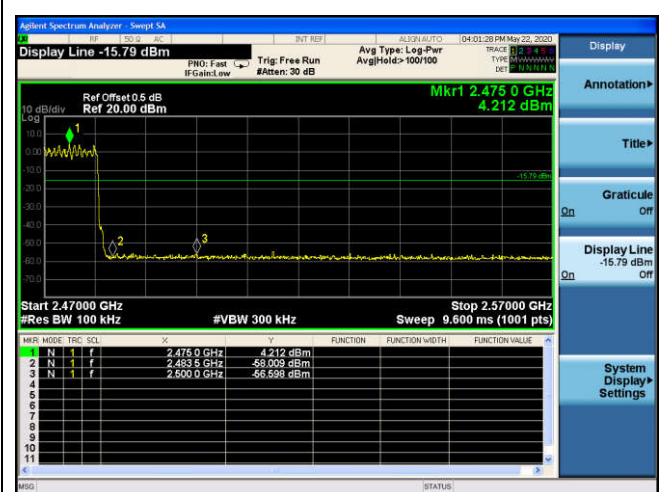 Agilent Spectrum Analyzer - Swept SA
RF 50 Ω AC INT REF ALIGN AUTO 04:01:28 PM May 22, 2020
Display Line -15.79 dBm
PNO: Fast
IFGain:Low
Trig: Free Run
#Atten: 30 dB
Avg Type: Log-Pwr
Avg|Hold:> 100/100
TRACE 1 2 3 4 5 6
TYPE M
DET P N N N N N
Mkr1 2.475 0 GHz
4.212 dBm
Ref Offset 0.5 dB
10 dB/div Ref 20.00 dBm
Log
10.0
0.00
-10.0
-20.0
-30.0
-40.0
-50.0
-60.0
-70.0
1
2
3
-15.79 dBm
Start 2.47000 GHz Stop 2.57000 GHz
#Res BW 100 kHz #VBW 300 kHz Sweep 9.600 ms (1001 pts)
MKR MODE TRC SCL X Y FUNCTION FUNCTION WIDTH FUNCTION VALUE
1 N 1 f 2.475 0 GHz 4.212 dBm
2 N 1 f 2.483 5 GHz -58.009 dBm
3 N 1 f 2.500 0 GHz -56.598 dBm
4
5
6
7
8
9
10
11
MSG STATUS
Display
Annotation
Title
Graticule
On Off
Display Line
-15.79 dBm
On Off
System
Display
Settings